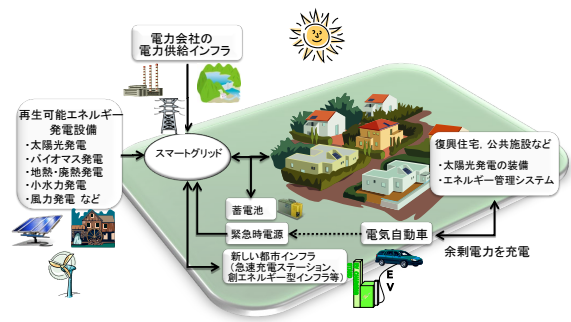 電力会社の
電力供給インフラ
再生可能エネルギー
発電設備
・太陽光発電
・バイオマス発電
・地熱・廃熱発電
・小水力発電
・風力発電 など
スマートグリッド
復興住宅，公共施設など
・太陽光発電の装備
・エネルギー管理システム
蓄電池
緊急時電源
電気自動車
余剰電力を充電
新しい都市インフラ
（急速充電ステーション、
創エネルギー型インフラ等）
EV